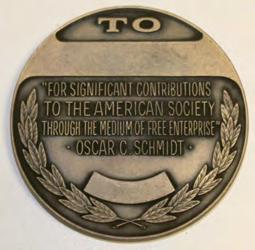 TO
"FOR SIGNIFICANT CONTRIBUTIONS
TO THE AMERICAN SOCIETY
THROUGH THE MEDIUM OF FREE ENTERPRISE"
· OSCAR C. SCHMIDT ·